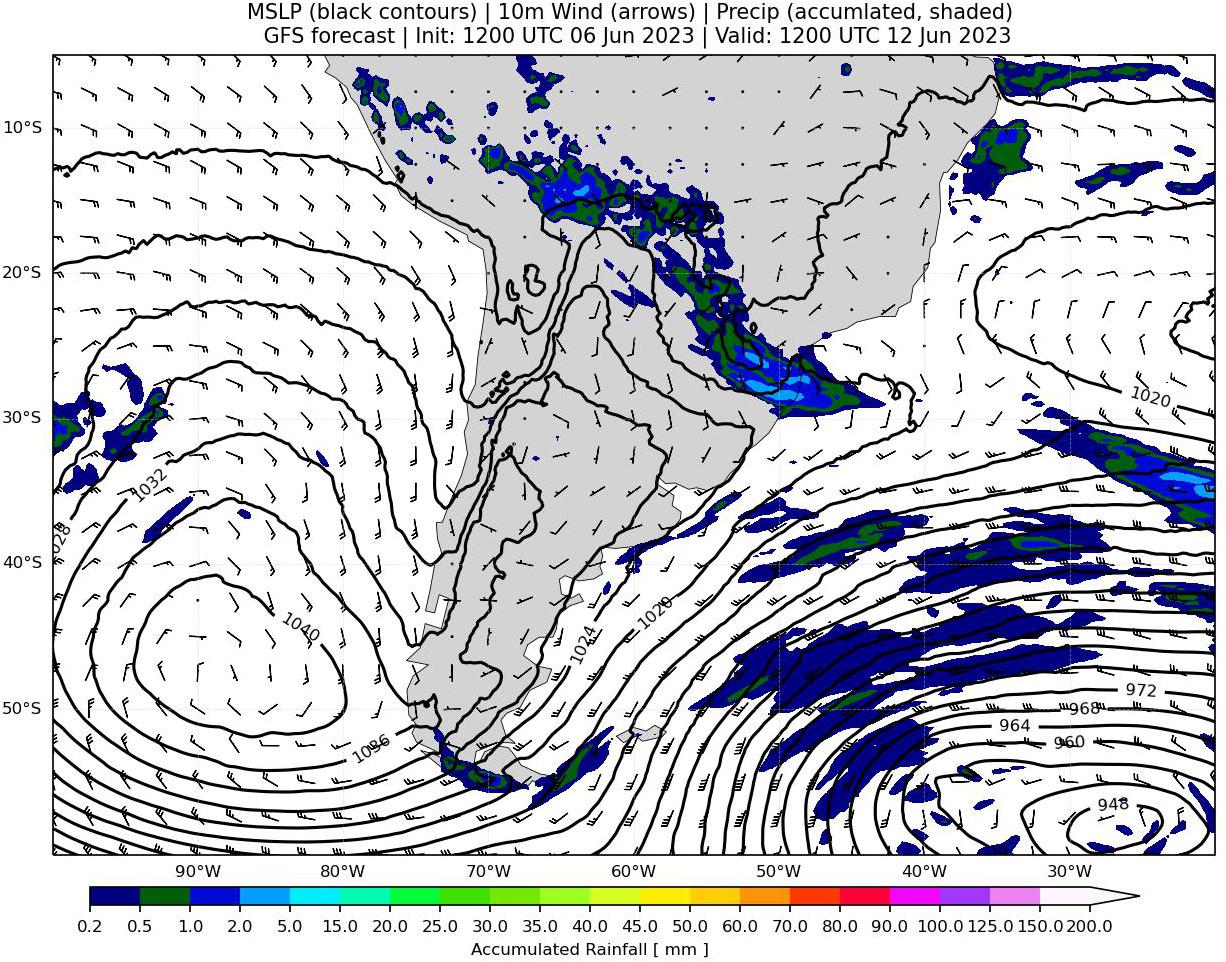 MSLP (black contours) | 10m Wind (arrows) | Precip (accumlated, shaded)
GFS forecast | Init: 1200 UTC 06 Jun 2023 | Valid: 1200 UTC 12 Jun 2023
10°S
20°S
1020
30°S
1032
1028
40°S
1040
1020
1024
972
50°S
968
964
1036
960
948
90°W 80°W 70°W 60°W 50°W 40°W 30°W
0.2 0.5 1.0 2.0 5.0 10.0 15.0 20.0 25.0 30.0 35.0 40.0 45.0 50.0 60.0 70.0 80.0 90.0 100.0 125.0 150.0 200.0
Accumulated Rainfall [ mm ]